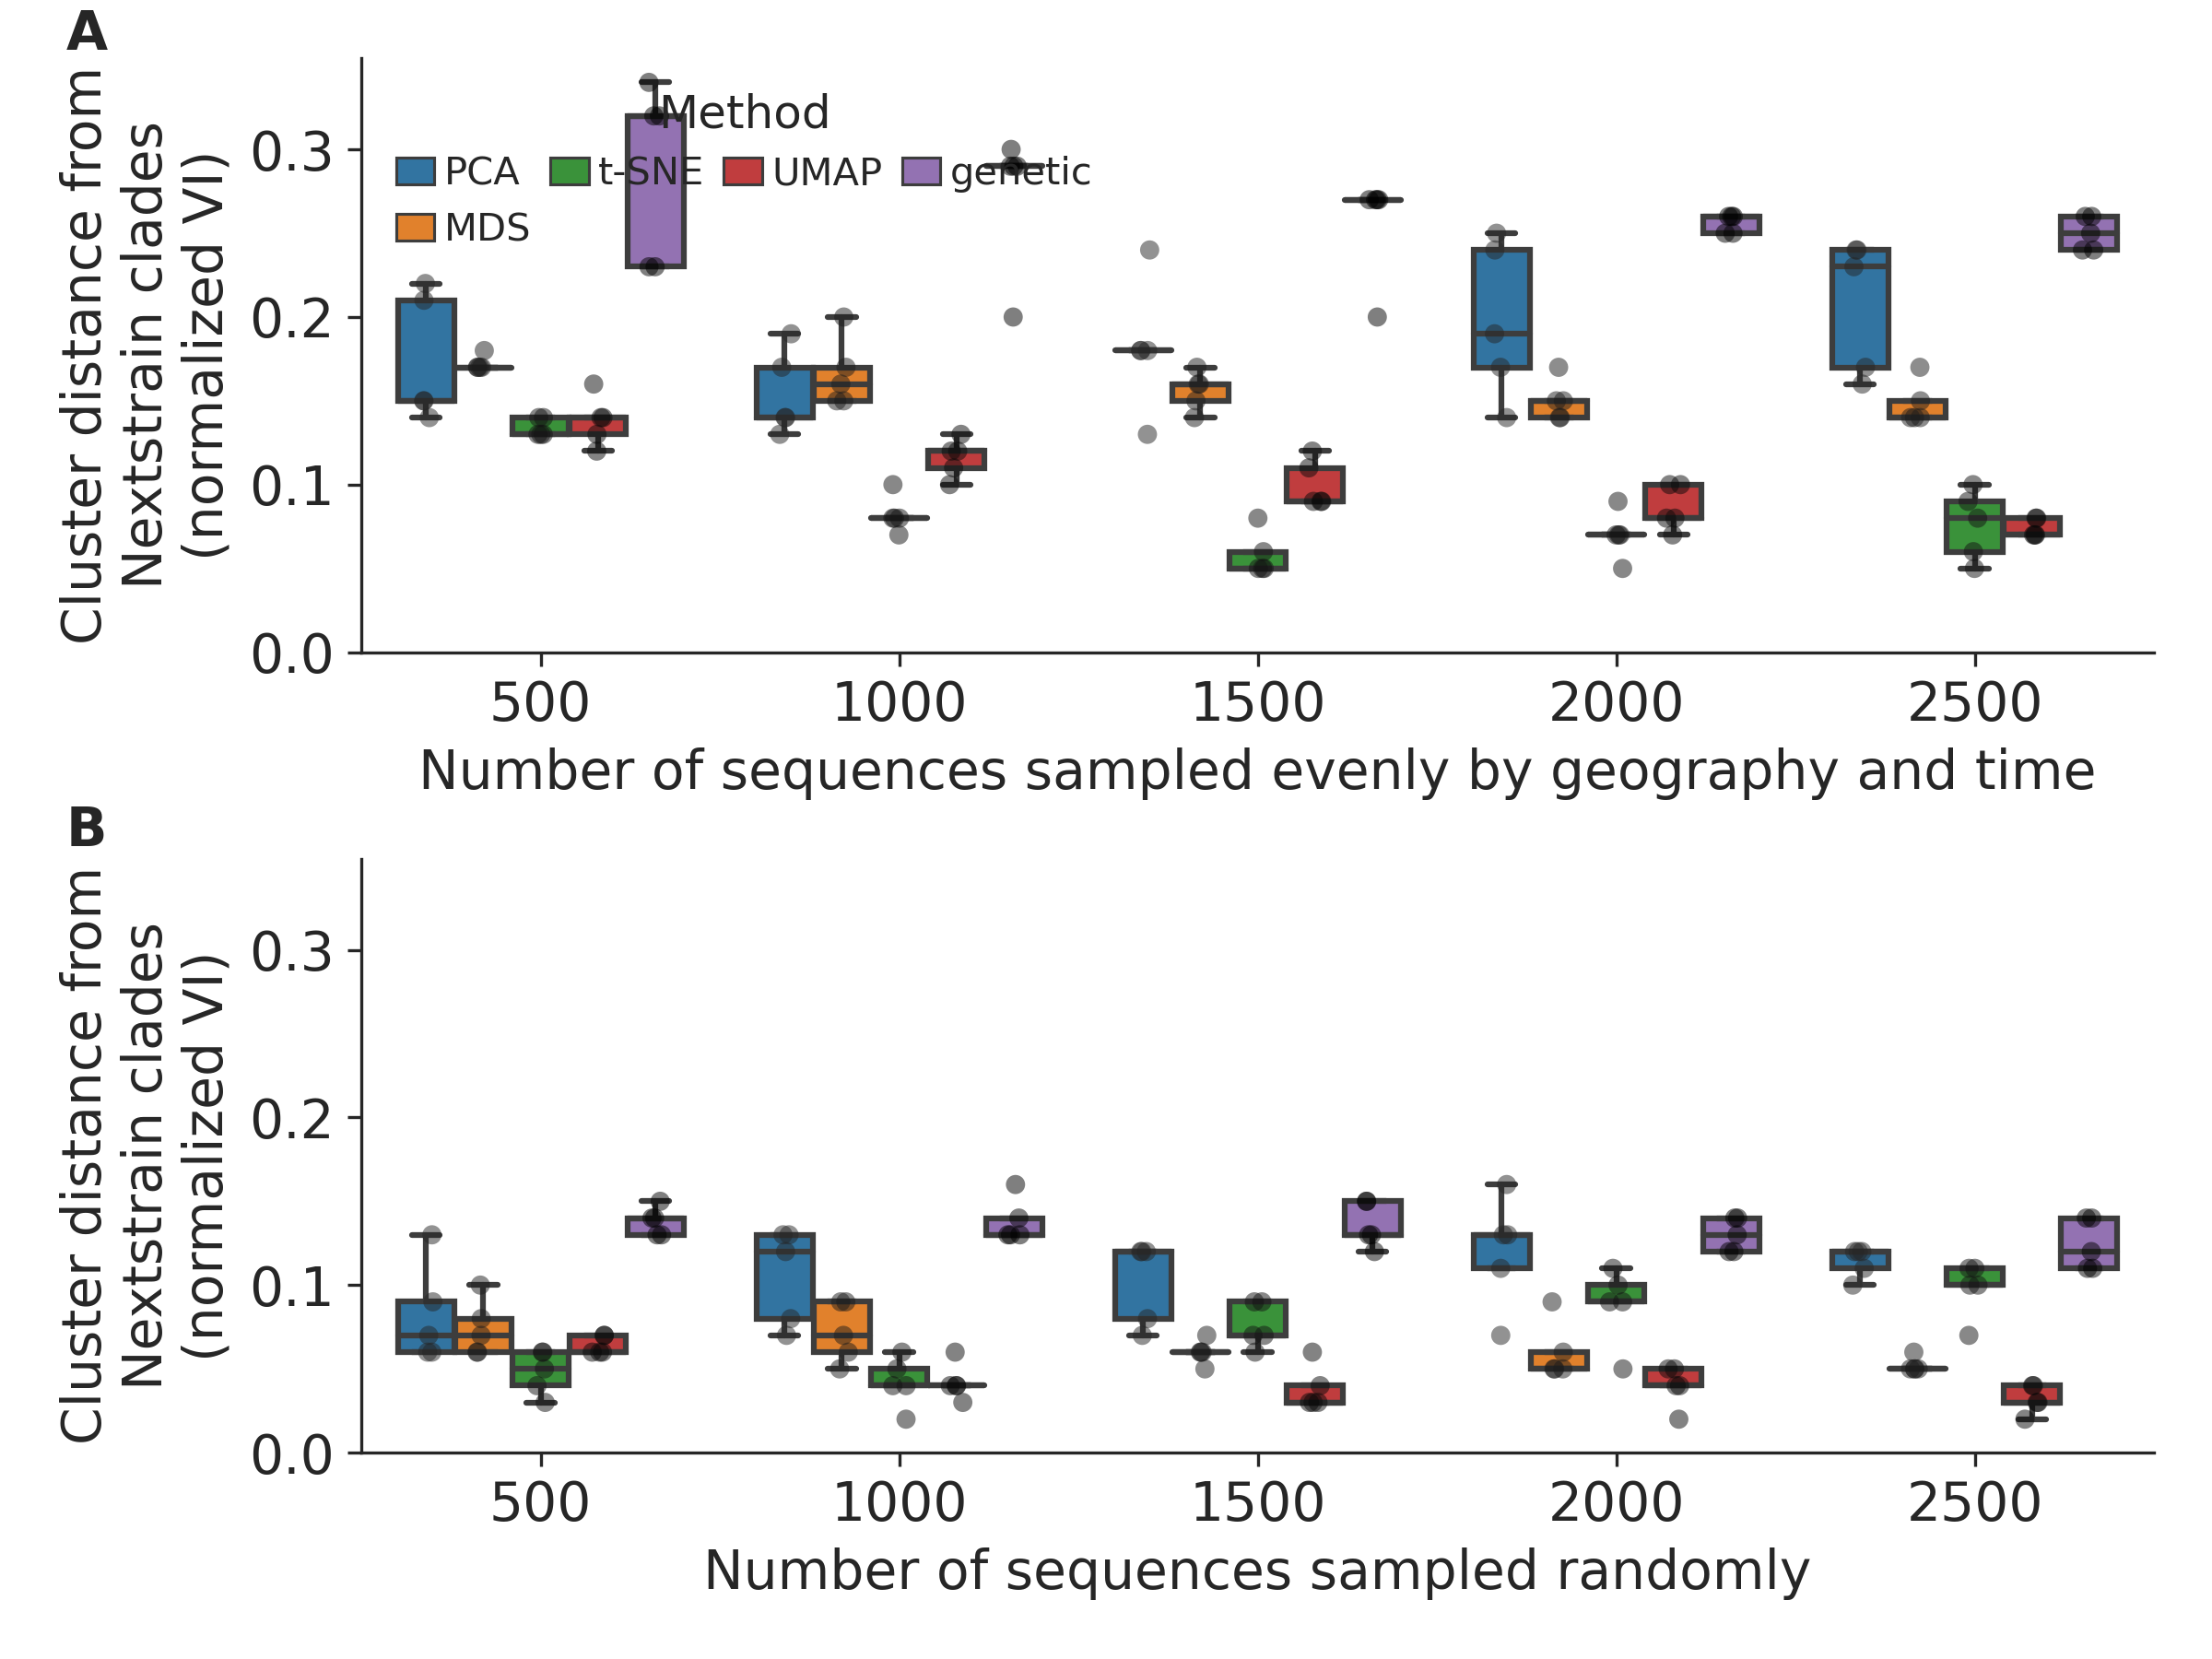 A
Cluster distance from
Nextstrain clades
(normalized VI)
Method
PCA t-SNE UMAP genetic
MDS
0.3
0.2
0.1
0.0
500 1000 1500 2000 2500
Number of sequences sampled evenly by geography and time
B
Cluster distance from
Nextstrain clades
(normalized VI)
0.3
0.2
0.1
0.0
500 1000 1500 2000 2500
Number of sequences sampled randomly